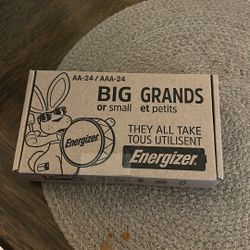 AA-24 / AAA-24
BIG GRANDS
or small et petits
THEY ALL TAKE
TOUS UTILISENT
Energizer.
Energizer